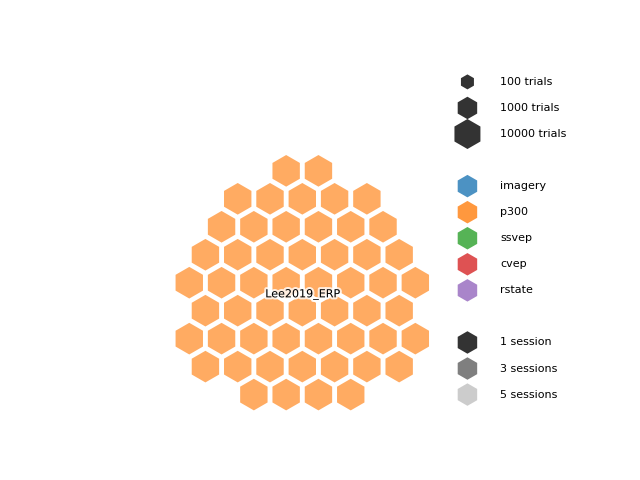 100 trials
1000 trials
10000 trials
imagery
p300
ssvep
cvep
rstate
Lee2019_ERP
1 session
3 sessions
5 sessions